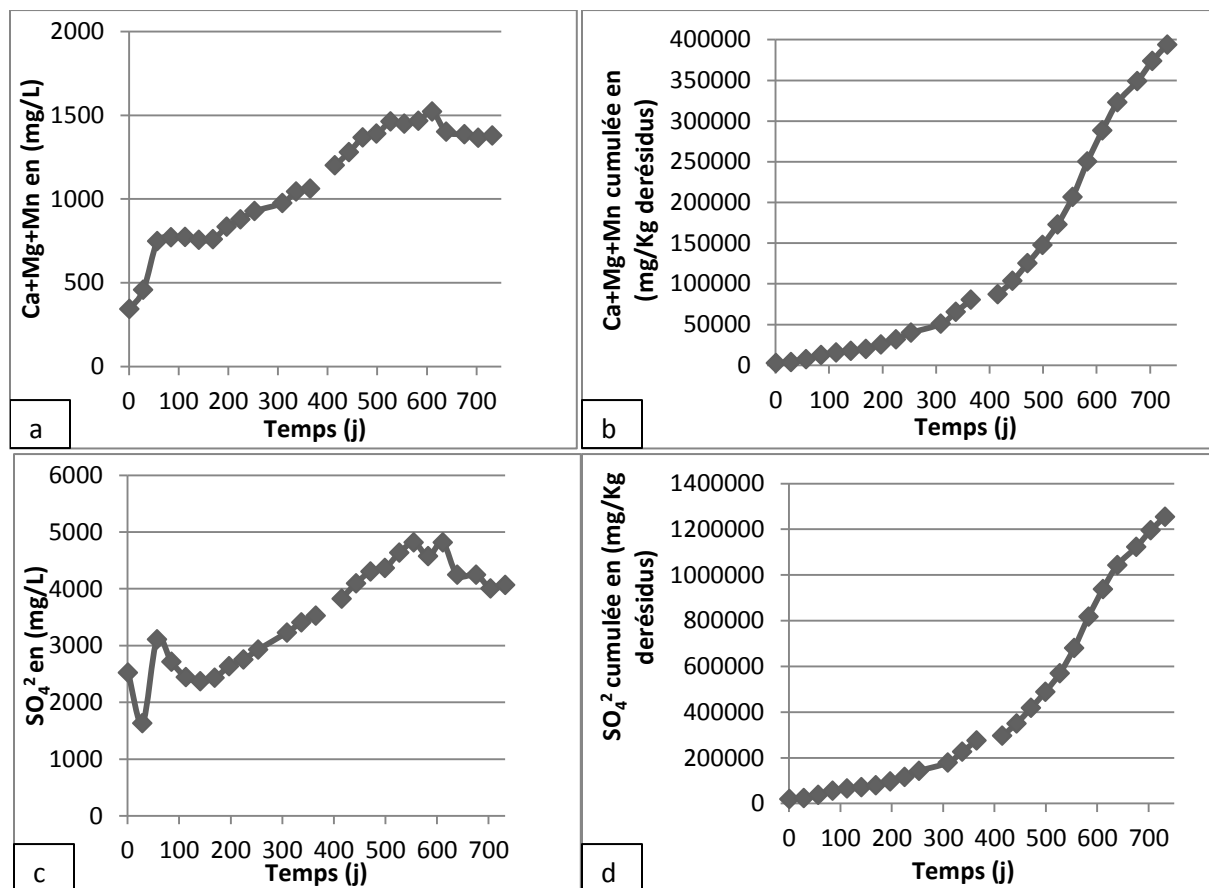 Ca+Mg+Mn en (mg/L)
2000
1500
1000
500
0
0 100 200 300 400 500 600 700
Temps (j)
a
Ca+Mg+Mn cumulée en
(mg/Kg derésidus)
400000
350000
300000
250000
200000
150000
100000
50000
0
0 100 200 300 400 500 600 700
Temps (j)
b
SO₄² en (mg/L)
6000
5000
4000
3000
2000
1000
0
0 100 200 300 400 500 600 700
Temps (j)
c
SO₄² cumulée en (mg/Kg
derésidus)
1400000
1200000
1000000
800000
600000
400000
200000
0
0 100 200 300 400 500 600 700
Temps (j)
d